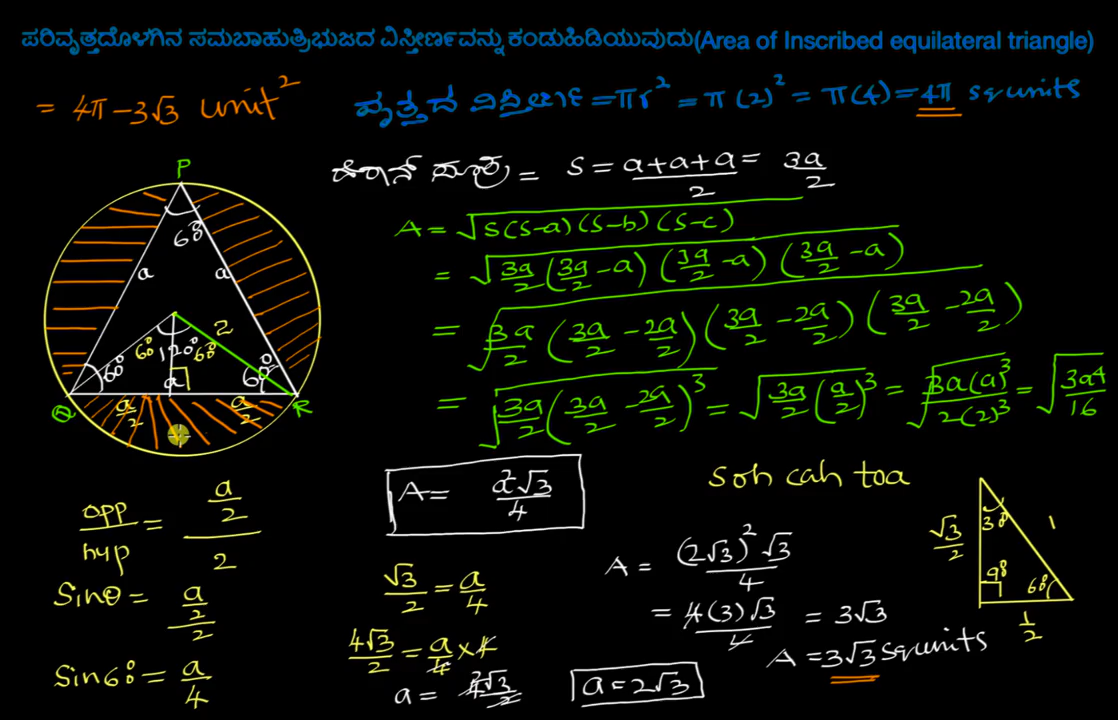 ಪರಿವೃತ್ತದೊಳಗಿನ ಸಮಬಾಹುತ್ರಿಭುಜದ ವಿಸ್ತೀರ್ಣವನ್ನು ಕಂಡುಹಿಡಿಯುವುದು(Area of Inscribed equilateral triangle)
= 4π − 3√3 unit²
ವೃತ್ತದ ವಿಸ್ತೀರ್ಣ = πr² = π(2)² = π(4) = 4π sq units
= S = (a+a+a)/2 = 3a/2
A = √(s(s-a)(s-b)(s-c))
= √(3a/2 (3a/2 − a)(3a/2 − a)(3a/2 − a))
= √(3a/2 (3a/2 − 2a/2)(3a/2 − 2a/2)(3a/2 − 2a/2))
= √(3a/2 (3a/2 − 2a/2)³) = √(3a/2 (a/2)³) = √(3a(a)³/2(2)³) = √(3a⁴/16)
P
60°
a a
2
60° 120° 60°
60° 60°
a
Q a/2 a/2 R
opp/hyp = (a/2)/2
Sinθ = (a/2)/2
Sin60° = a/4
A = a²√3/4
√3/2 = a/4
4√3/2 = a/4 × 4
a = 4√3/2
a = 2√3
soh cah toa
A = (2√3)²√3/4
= 4(3)√3/4 = 3√3
A = 3√3 sq units
√3/2 30° 1
90° 60°
1/2